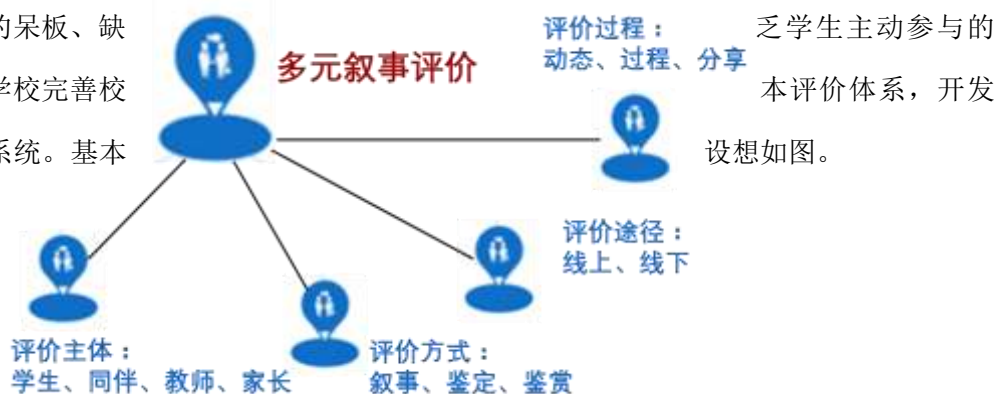 的呆板、缺
乏学生主动参与的
学校完善校
本评价体系，开发
系统。基本
设想如图。
多元叙事评价
评价过程：
动态、过程、分享
评价途径：
线上、线下
评价方式：
叙事、鉴定、鉴赏
评价主体：
学生、同伴、教师、家长